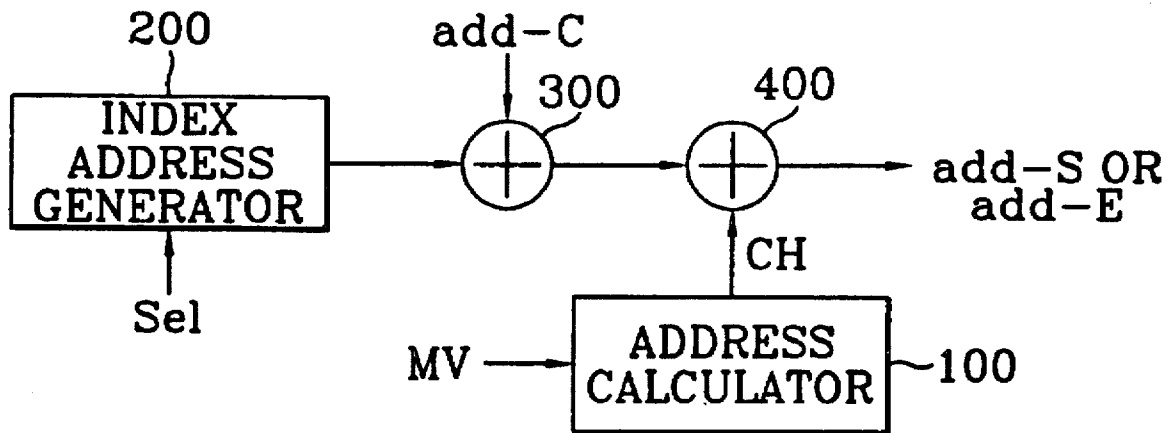 200
add-C
300
400
INDEX
ADDRESS
GENERATOR
add-S OR
add-E
Sel
CH
MV
ADDRESS
CALCULATOR
100